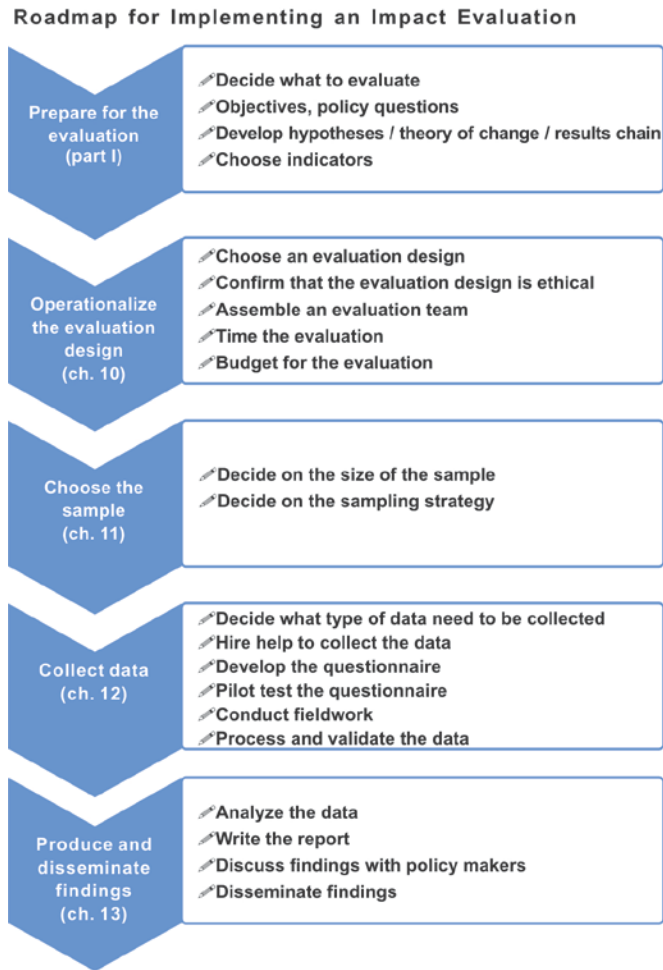 Roadmap for Implementing an Impact Evaluation
Prepare for the
evaluation
(part I)
Decide what to evaluate
Objectives, policy questions
Develop hypotheses / theory of change / results chain
Choose indicators
Operationalize
the evaluation
design
(ch. 10)
Choose an evaluation design
Confirm that the evaluation design is ethical
Assemble an evaluation team
Time the evaluation
Budget for the evaluation
Choose the
sample
(ch. 11)
Decide on the size of the sample
Decide on the sampling strategy
Collect data
(ch. 12)
Decide what type of data need to be collected
Hire help to collect the data
Develop the questionnaire
Pilot test the questionnaire
Conduct fieldwork
Process and validate the data
Produce and
disseminate
findings
(ch. 13)
Analyze the data
Write the report
Discuss findings with policy makers
Disseminate findings